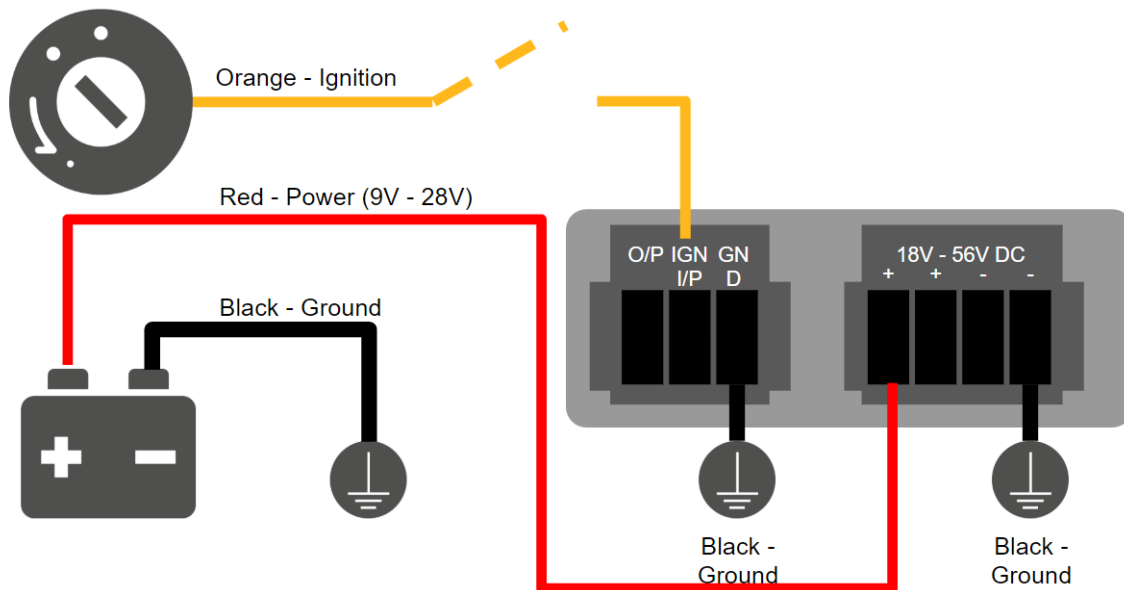 Orange - Ignition
Red - Power (9V - 28V)
O/P IGN GN
I/P D
18V - 56V DC
+ + - -
Black - Ground
+ -
Black -
Ground
Black -
Ground